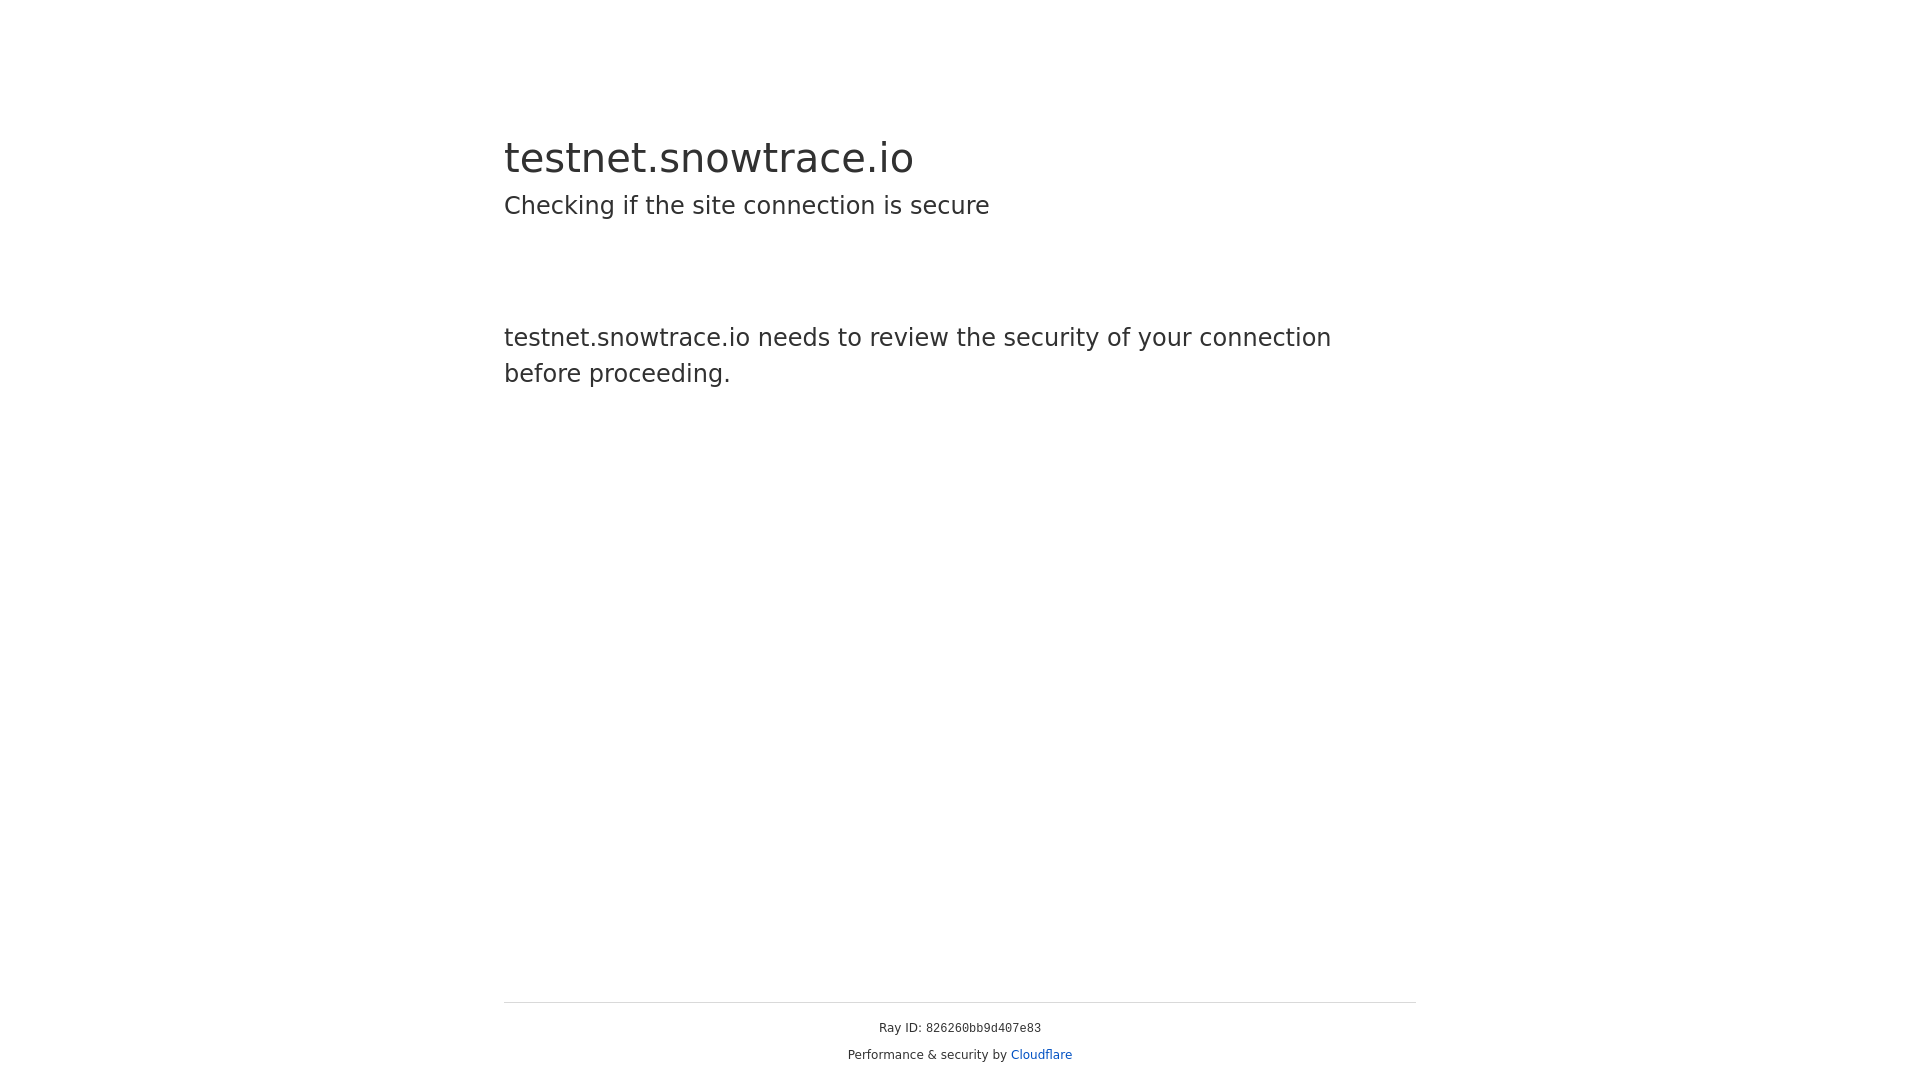 testnet.snowtrace.io
Checking if the site connection is secure
testnet.snowtrace.io needs to review the security of your connection
before proceeding.
Ray ID: 826260bb9d407e83
Performance & security by Cloudflare